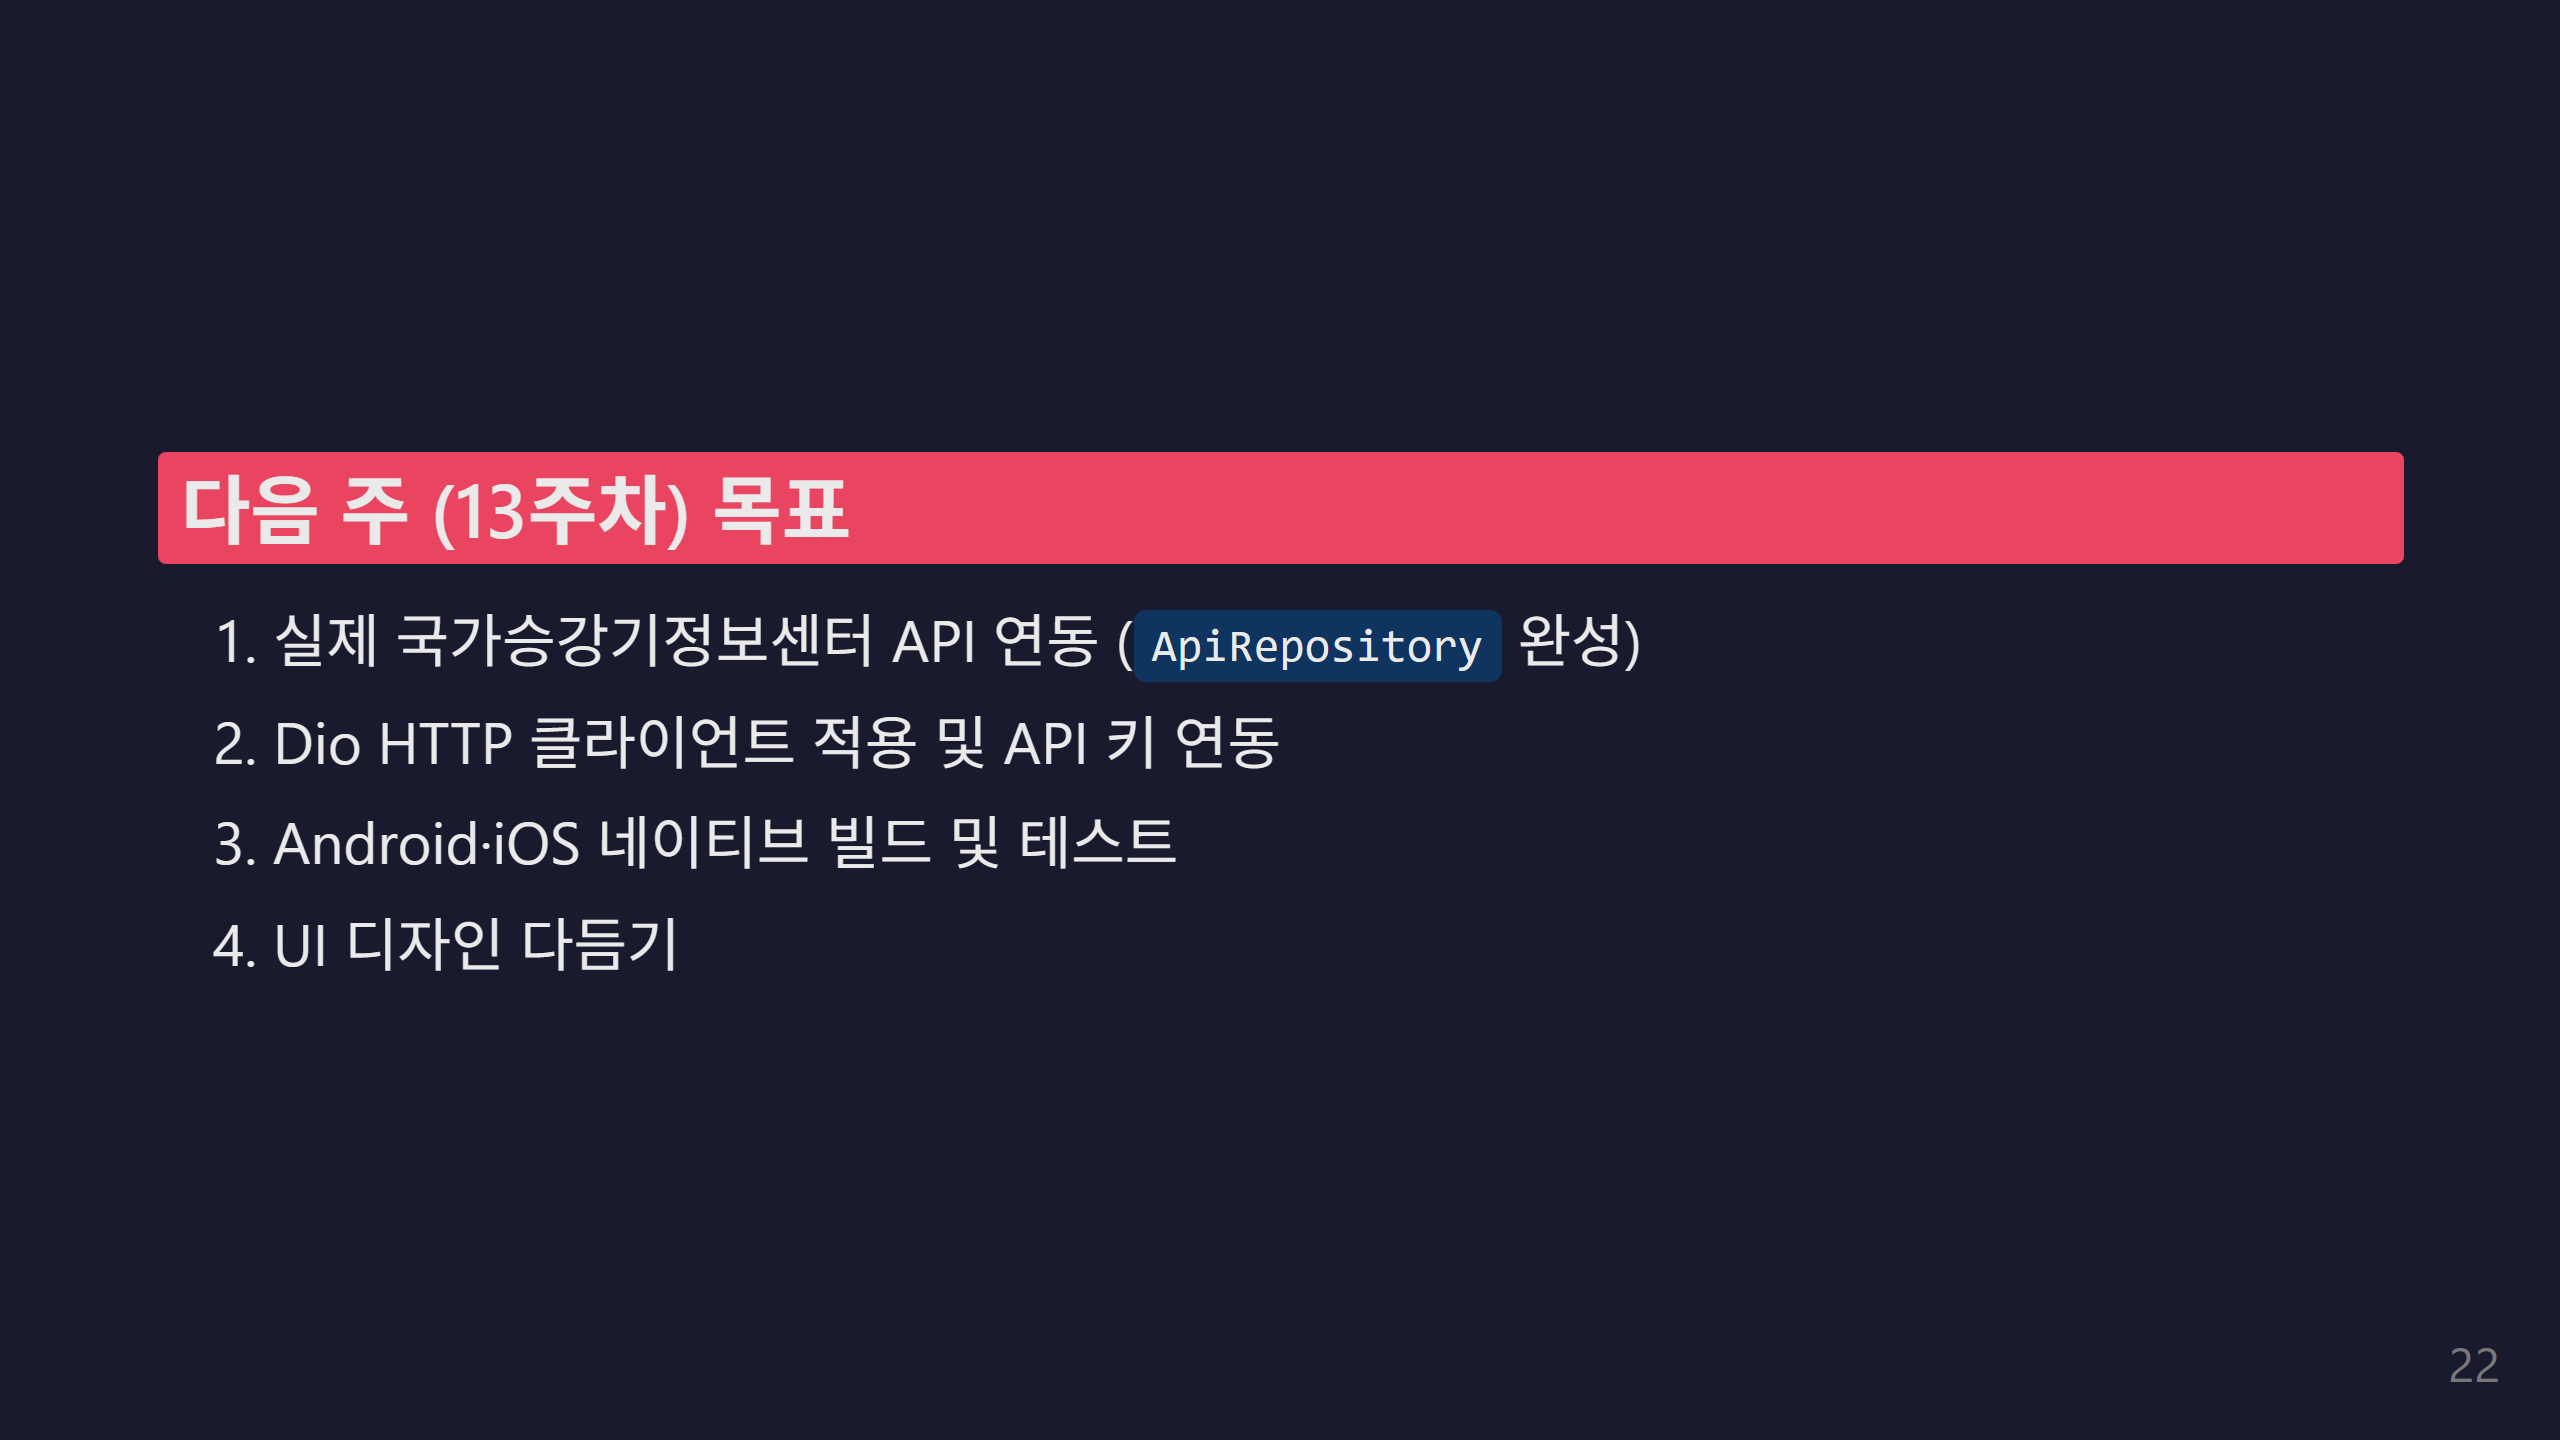 다음 주 (13주차) 목표
1. 실제 국가승강기정보센터 API 연동 (ApiRepository 완성)
2. Dio HTTP 클라이언트 적용 및 API 키 연동
3. Android·iOS 네이티브 빌드 및 테스트
4. UI 디자인 다듬기
22